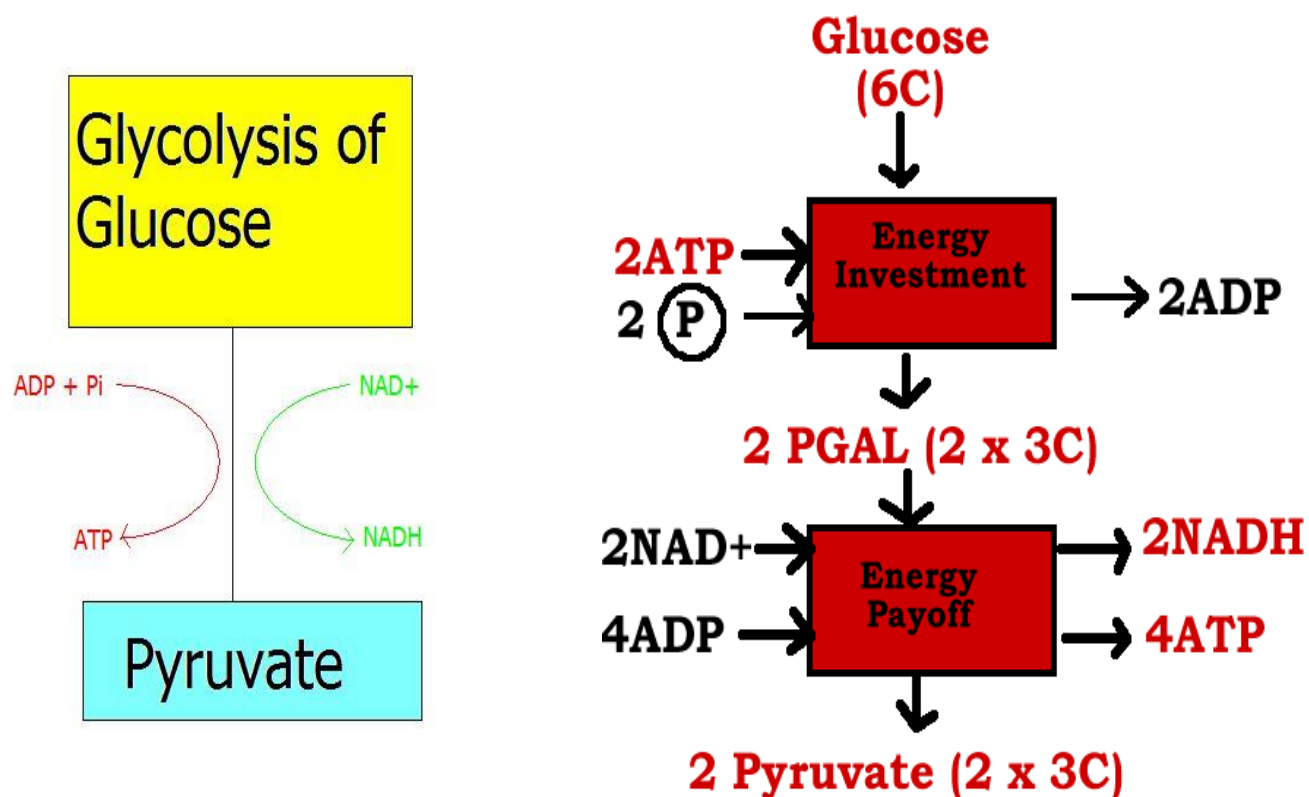 Glycolysis of
Glucose
ADP + Pi
NAD+
ATP
NADH
Pyruvate
Glucose
(6C)
2ATP
2 P
Energy
Investment
2ADP
2 PGAL (2 x 3C)
2NAD+
4ADP
Energy
Payoff
2NADH
4ATP
2 Pyruvate (2 x 3C)